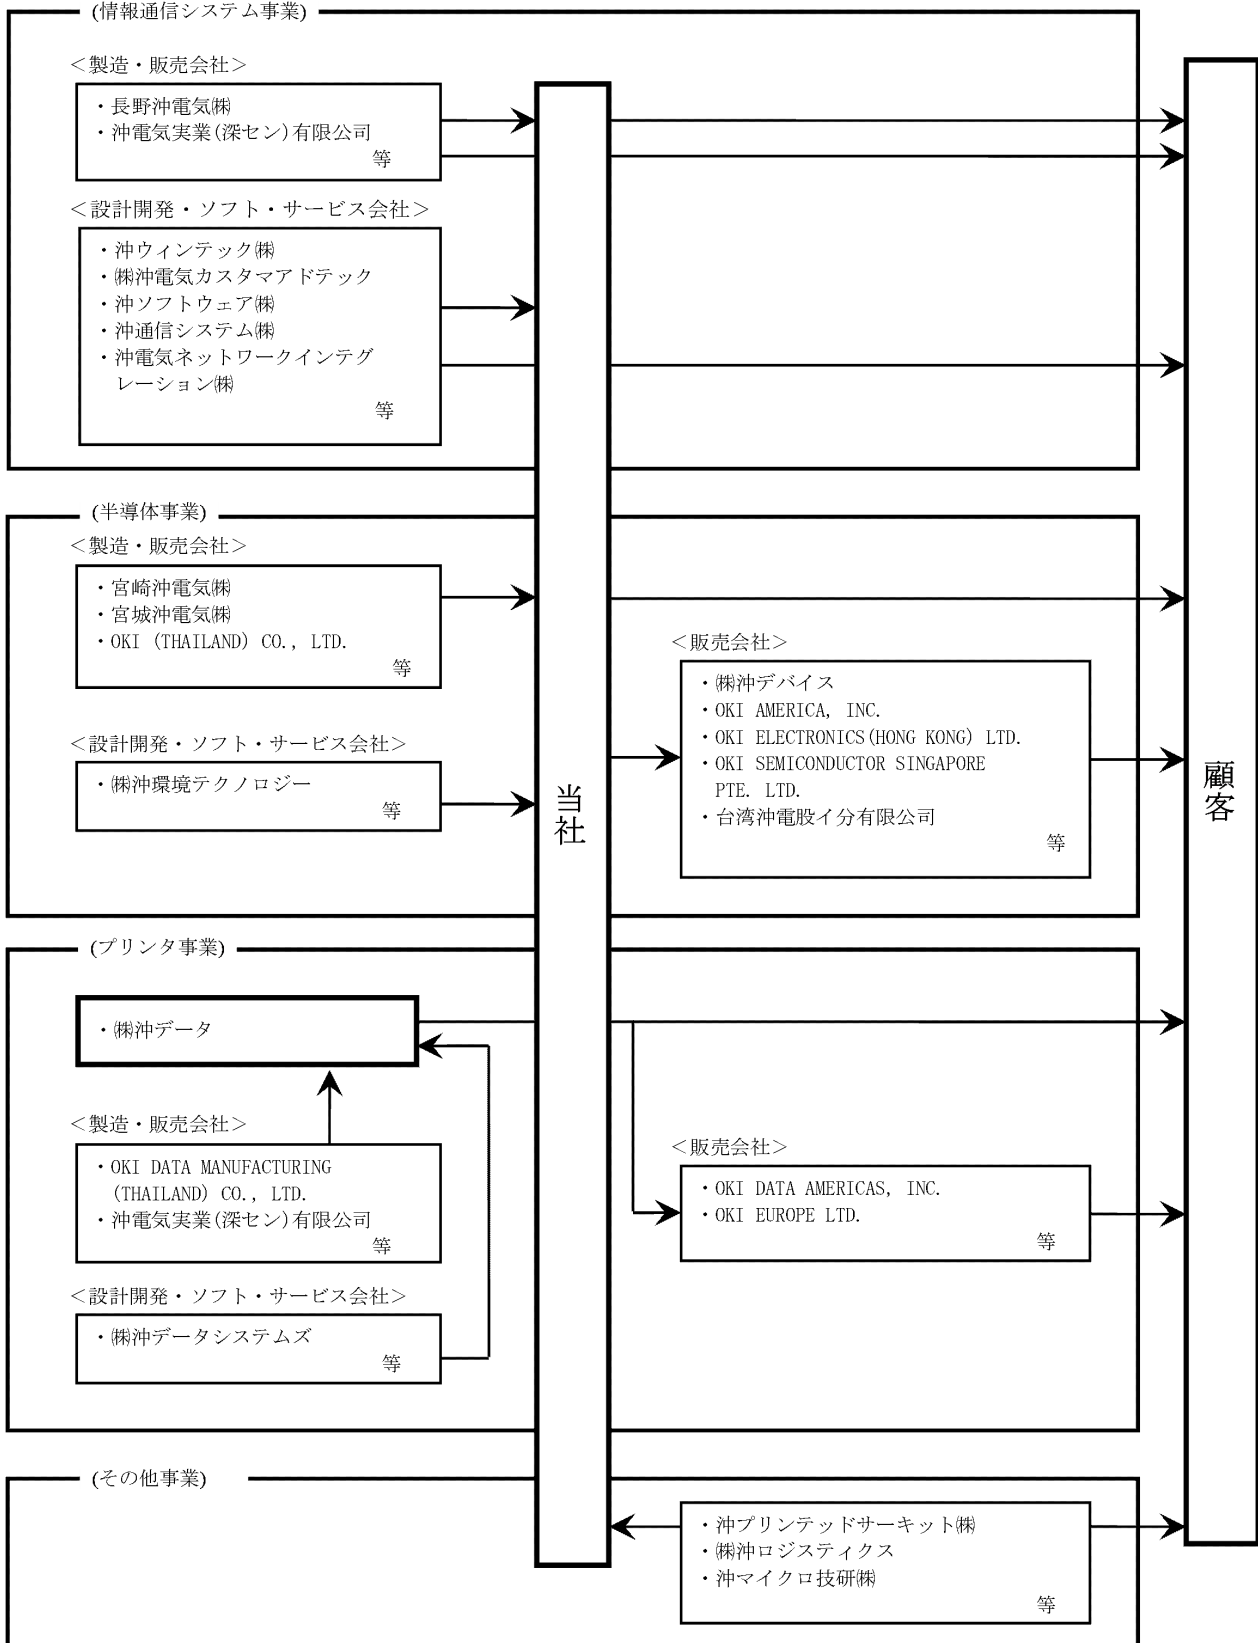 (情報通信システム事業)
＜製造・販売会社＞
・長野沖電気㈱
・沖電気実業(深セン)有限公司
等
＜設計開発・ソフト・サービス会社＞
・沖ウィンテック㈱
・㈱沖電気カスタマアドテック
・沖ソフトウェア㈱
・沖通信システム㈱
・沖電気ネットワークインテグ
レーション㈱
等
(半導体事業)
＜製造・販売会社＞
・宮崎沖電気㈱
・宮城沖電気㈱
・OKI (THAILAND) CO., LTD.
等
＜設計開発・ソフト・サービス会社＞
・㈱沖環境テクノロジー
等
＜販売会社＞
・㈱沖デバイス
・OKI AMERICA, INC.
・OKI ELECTRONICS(HONG KONG) LTD.
・OKI SEMICONDUCTOR SINGAPORE
PTE. LTD.
・台湾沖電股イ分有限公司
等
当社
顧客
(プリンタ事業)
・㈱沖データ
＜製造・販売会社＞
・OKI DATA MANUFACTURING
(THAILAND) CO., LTD.
・沖電気実業(深セン)有限公司
等
＜設計開発・ソフト・サービス会社＞
・㈱沖データシステムズ
等
＜販売会社＞
・OKI DATA AMERICAS, INC.
・OKI EUROPE LTD.
等
(その他事業)
・沖プリンテッドサーキット㈱
・㈱沖ロジスティクス
・沖マイクロ技研㈱
等